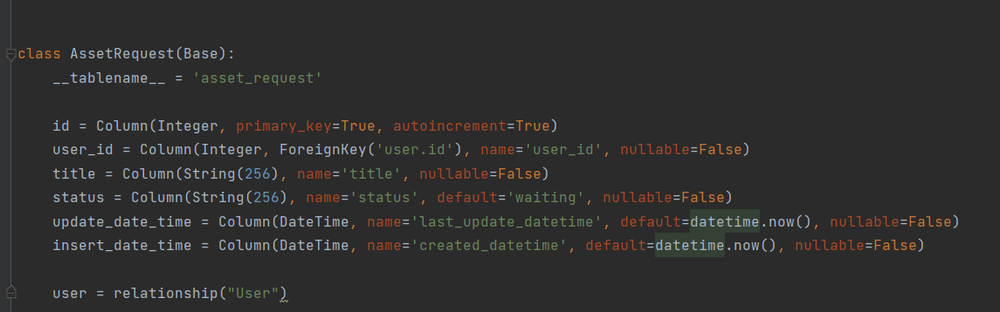 class AssetRequest(Base):
    __tablename__ = 'asset_request'
    id = Column(Integer, primary_key=True, autoincrement=True)
    user_id = Column(Integer, ForeignKey('user.id'), name='user_id', nullable=False)
    title = Column(String(256), name='title', nullable=False)
    status = Column(String(256), name='status', default='waiting', nullable=False)
    update_date_time = Column(DateTime, name='last_update_datetime', default=datetime.now(), nullable=False)
    insert_date_time = Column(DateTime, name='created_datetime', default=datetime.now(), nullable=False)
    user = relationship("User")